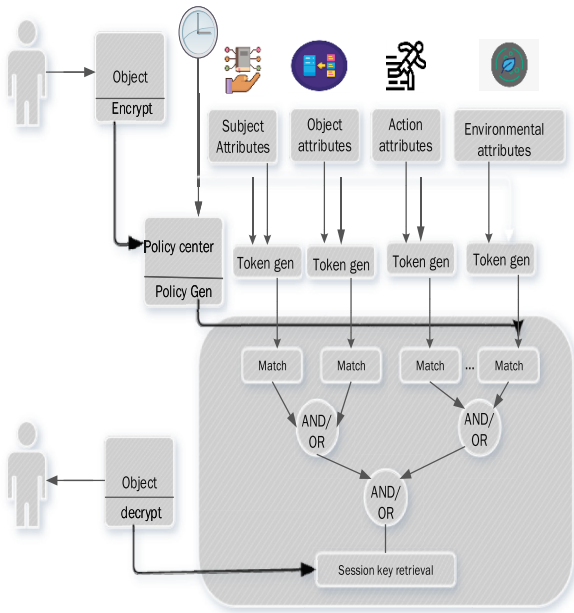 Object
Encrypt
Subject
Attributes
Object
attributes
Action
attributes
Environmental
attributes
Policy center
Policy Gen
Token gen
Token gen
Token gen
Token gen
Match
Match
Match
...
Match
AND/
OR
AND/
OR
AND/
OR
Object
decrypt
Session key retrieval